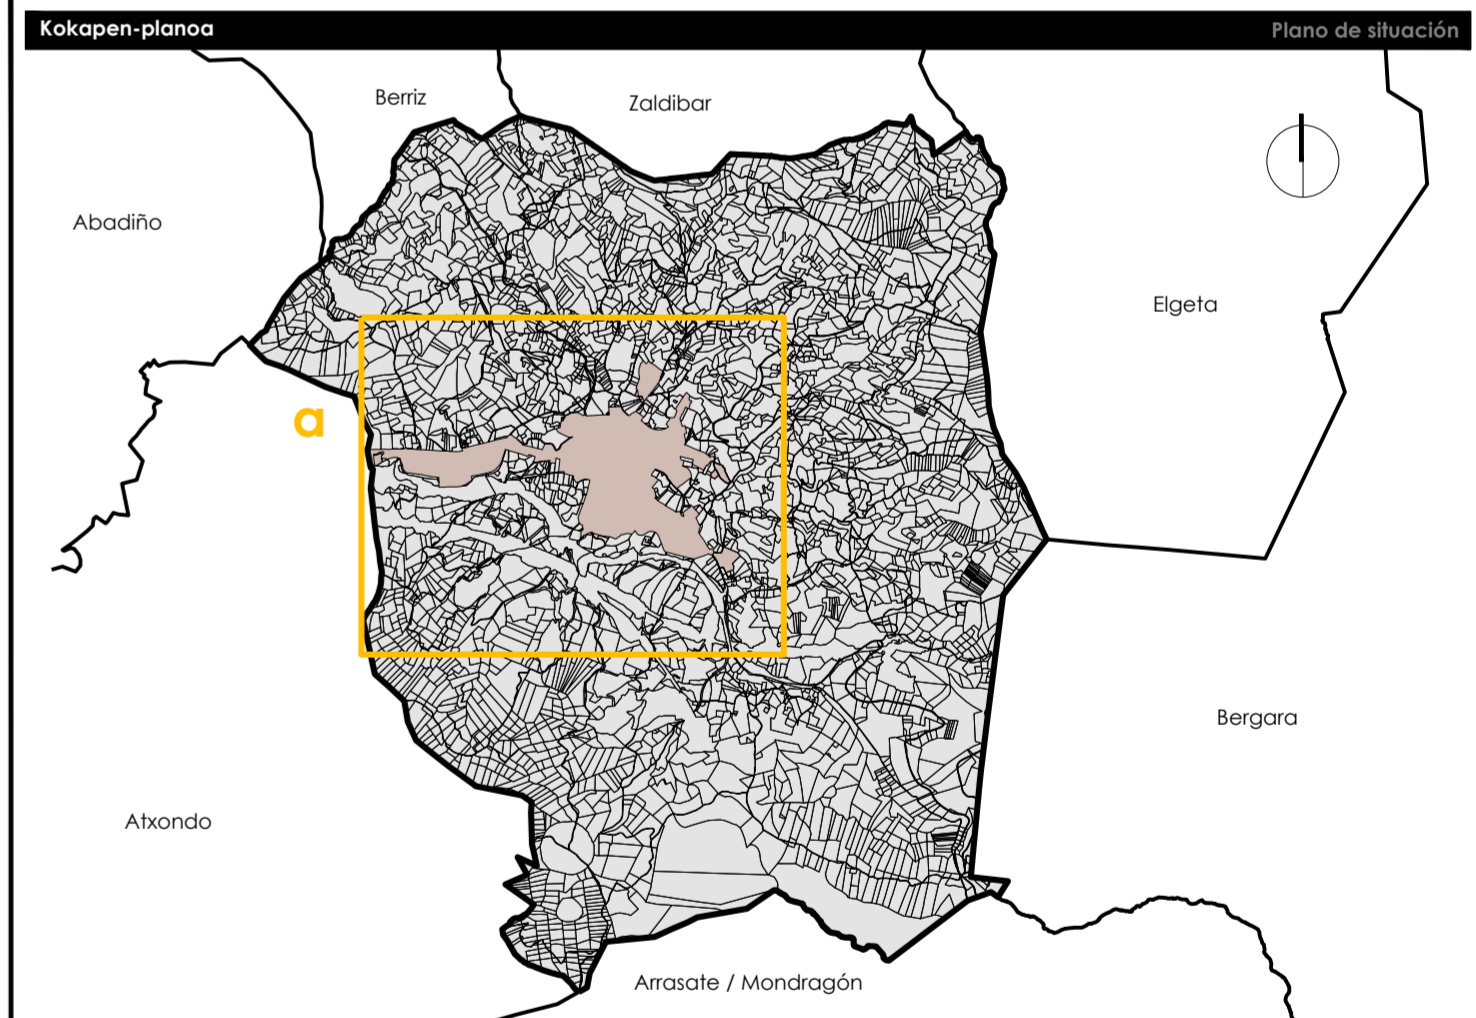 Kokapen-planoa
Plano de situación
Berriz
Zaldibar
Abadiño
Elgeta
a
Bergara
Atxondo
Arrasate / Mondragón